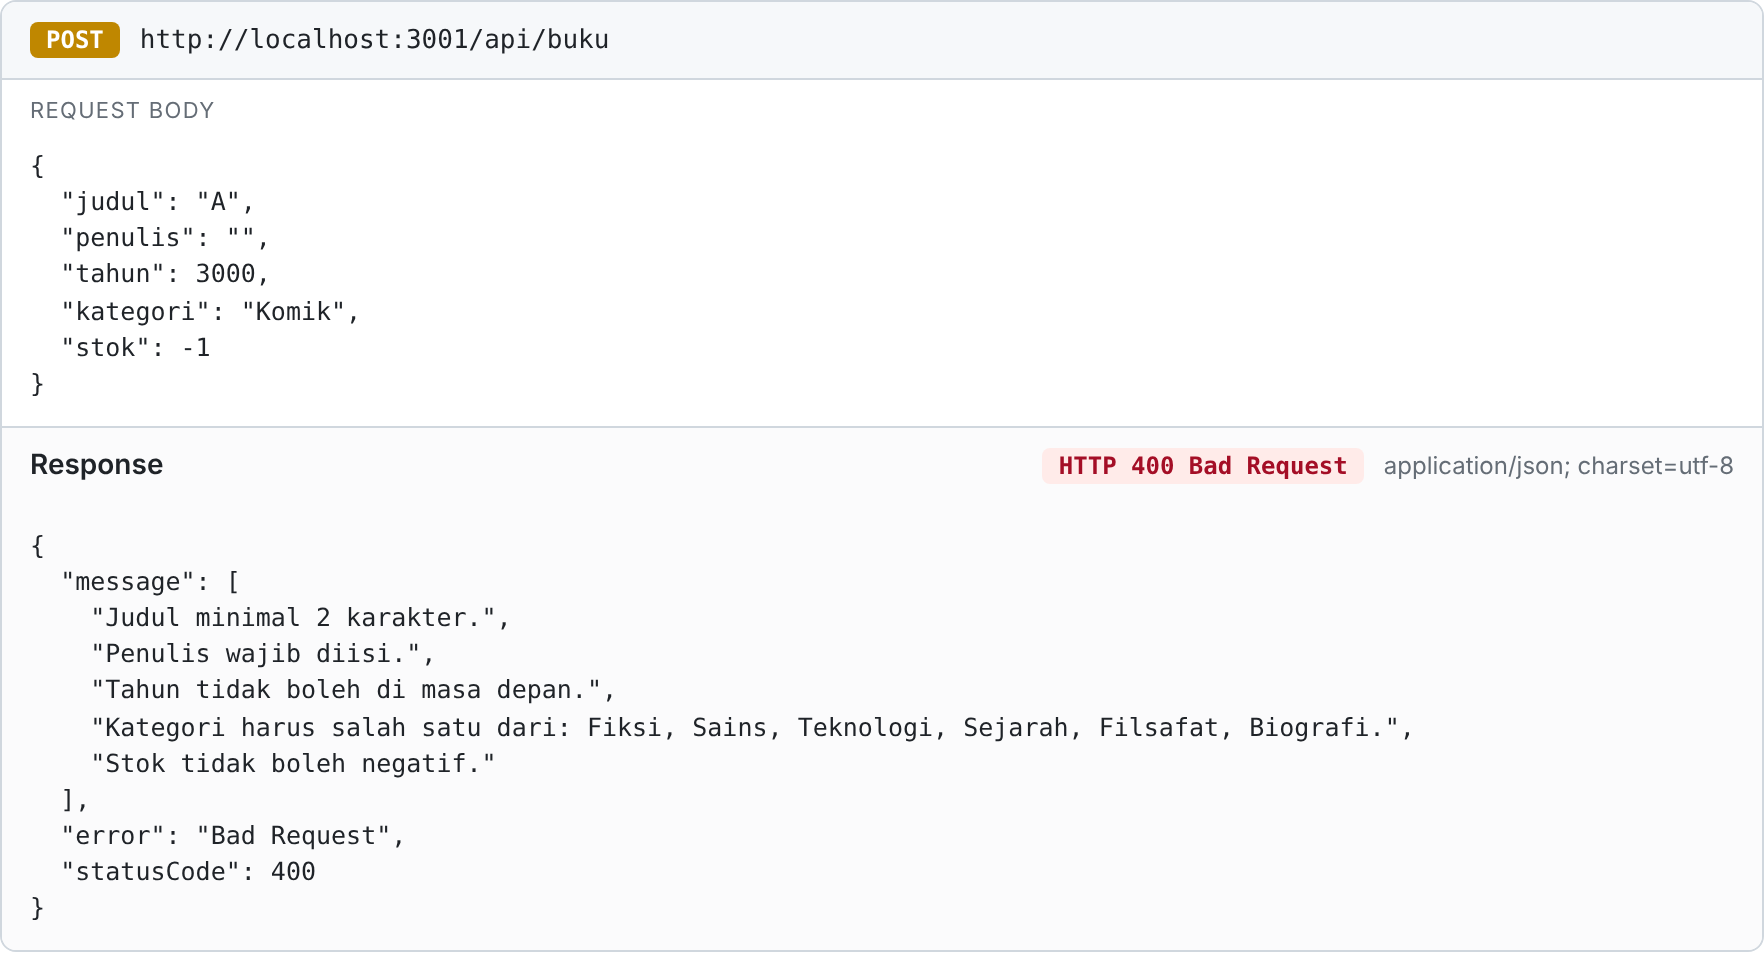 POST http://localhost:3001/api/buku
REQUEST BODY
{
  "judul": "A",
  "penulis": "",
  "tahun": 3000,
  "kategori": "Komik",
  "stok": -1
}
Response HTTP 400 Bad Request application/json; charset=utf-8
{
  "message": [
    "Judul minimal 2 karakter.",
    "Penulis wajib diisi.",
    "Tahun tidak boleh di masa depan.",
    "Kategori harus salah satu dari: Fiksi, Sains, Teknologi, Sejarah, Filsafat, Biografi.",
    "Stok tidak boleh negatif."
  ],
  "error": "Bad Request",
  "statusCode": 400
}